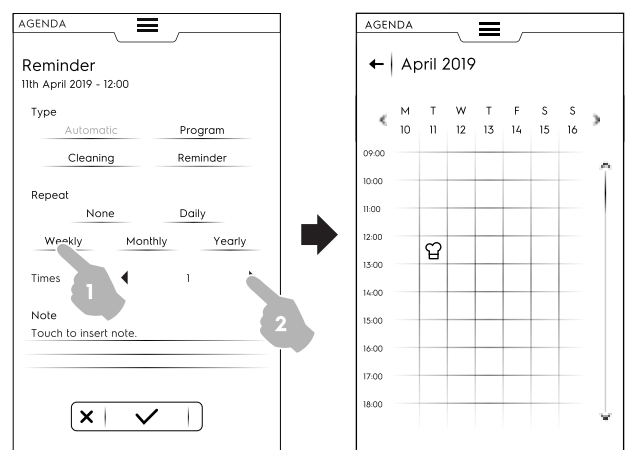 AGENDA
Reminder
11th April 2019 - 12:00
Type
Automatic Program
Cleaning Reminder
Repeat
None Daily
Weekly Monthly Yearly
Times 1
Note
Touch to insert note.
1
2
AGENDA
April 2019
M T W T F S S
10 11 12 13 14 15 16
09:00
10:00
11:00
12:00
13:00
14:00
15:00
16:00
17:00
18:00